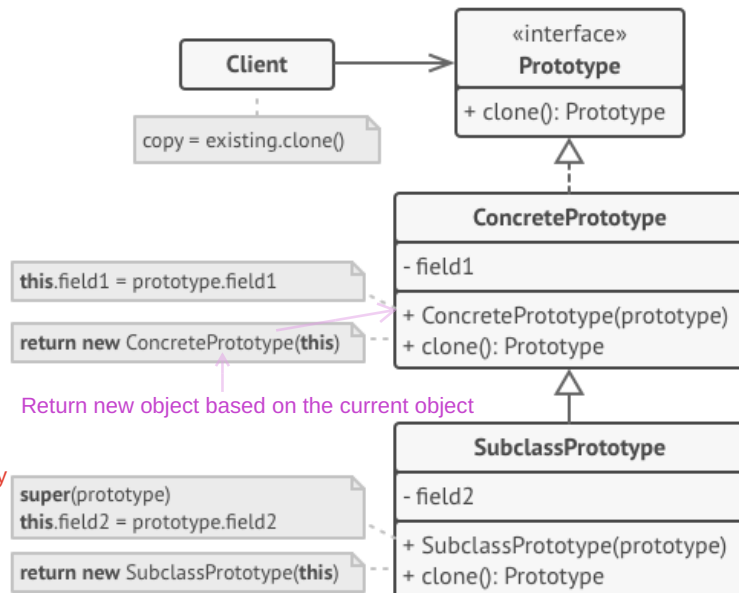 «interface»
Prototype
Client
+ clone(): Prototype
copy = existing.clone()
ConcretePrototype
- field1
this.field1 = prototype.field1
+ ConcretePrototype(prototype)
return new ConcretePrototype(this)
+ clone(): Prototype
Return new object based on the current object
SubclassPrototype
- field2
super(prototype)
this.field2 = prototype.field2
+ SubclassPrototype(prototype)
return new SubclassPrototype(this)
+ clone(): Prototype